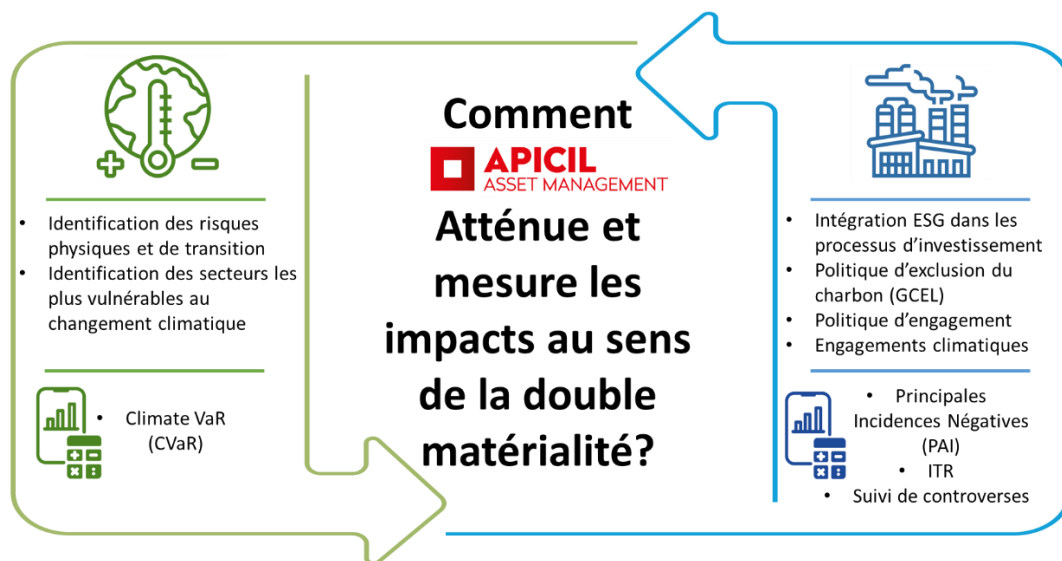 Comment
APICIL
ASSET MANAGEMENT
Atténue et
mesure les
impacts au sens
de la double
matérialité?
• Identification des risques
physiques et de transition
• Identification des secteurs les
plus vulnérables au
changement climatique
• Climate VaR
(CVaR)
• Intégration ESG dans les
processus d'investissement
• Politique d'exclusion du
charbon (GCEL)
• Politique d'engagement
• Engagements climatiques
• Principales
Incidences Négatives
(PAI)
• ITR
• Suivi de controverses